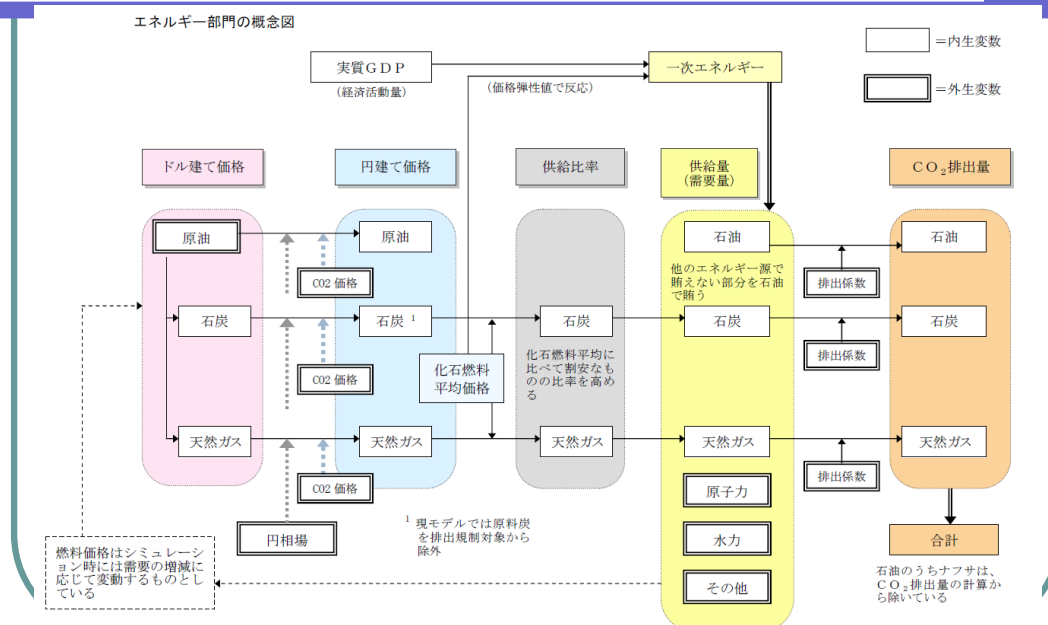 エネルギー部門の概念図
=内生変数
=外生変数
実質GDP
(経済活動量)
(価格弾性値で反応)
一次エネルギー
ドル建て価格
円建て価格
供給比率
供給量
(需要量)
CO2排出量
原油
原油
石油
石油
CO2 価格
他のエネルギー源で
賄えない部分を石油
で賄う
排出係数
石炭
石炭 1
石炭
石炭
石炭
CO2 価格
化石燃料
平均価格
化石燃料平均に
比べて割安なも
のの比率を高め
る
排出係数
天然ガス
天然ガス
天然ガス
天然ガス
天然ガス
CO2 価格
排出係数
原子力
円相場
1 現モデルでは原料炭
を排出規制対象から
除外
水力
合計
燃料価格はシミュレーシ
ョン時には需要の増減に
応じて変動するものとし
ている
その他
石油のうちナフサは、
CO2排出量の計算か
ら除いている